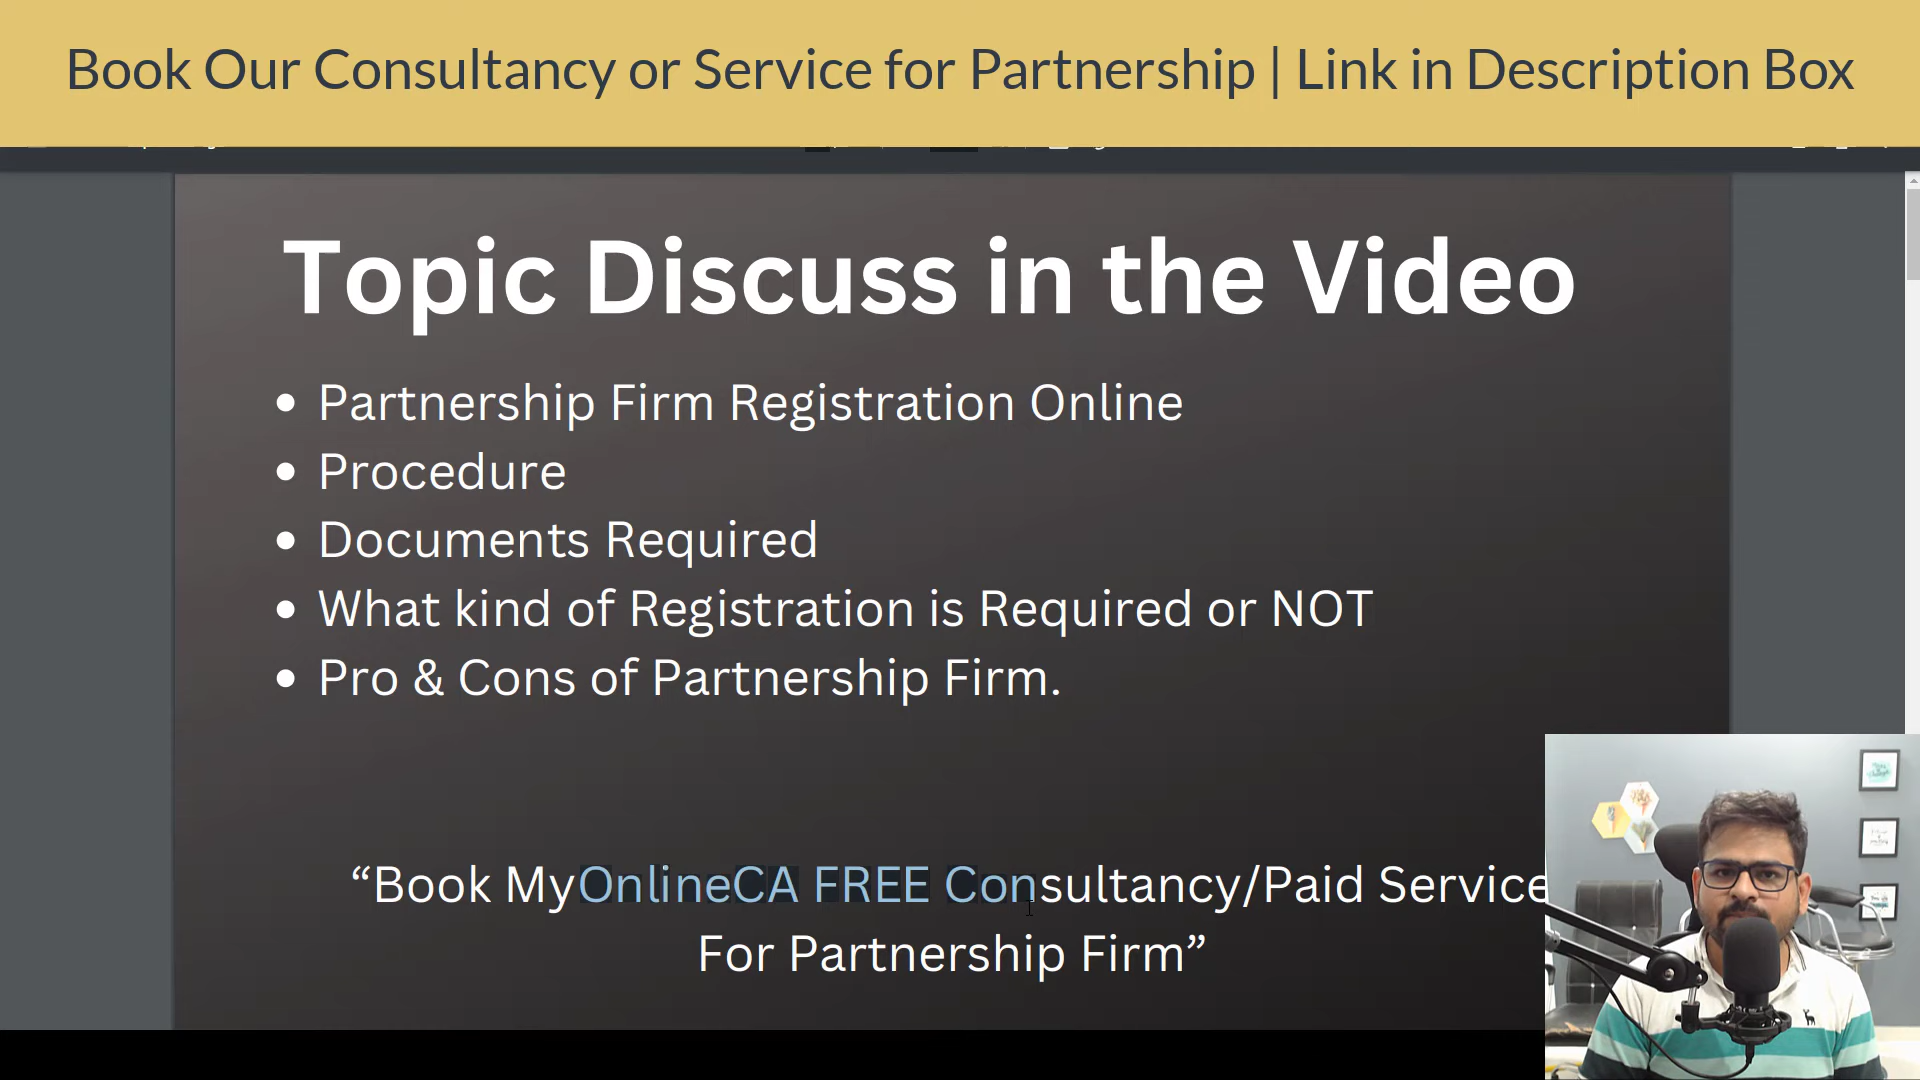 Book Our Consultancy or Service for Partnership | Link in Description Box
Topic Discuss in the Video
• Partnership Firm Registration Online
• Procedure
• Documents Required
• What kind of Registration is Required or NOT
• Pro & Cons of Partnership Firm.
“Book MyOnlineCA FREE Consultancy/Paid Service
For Partnership Firm”